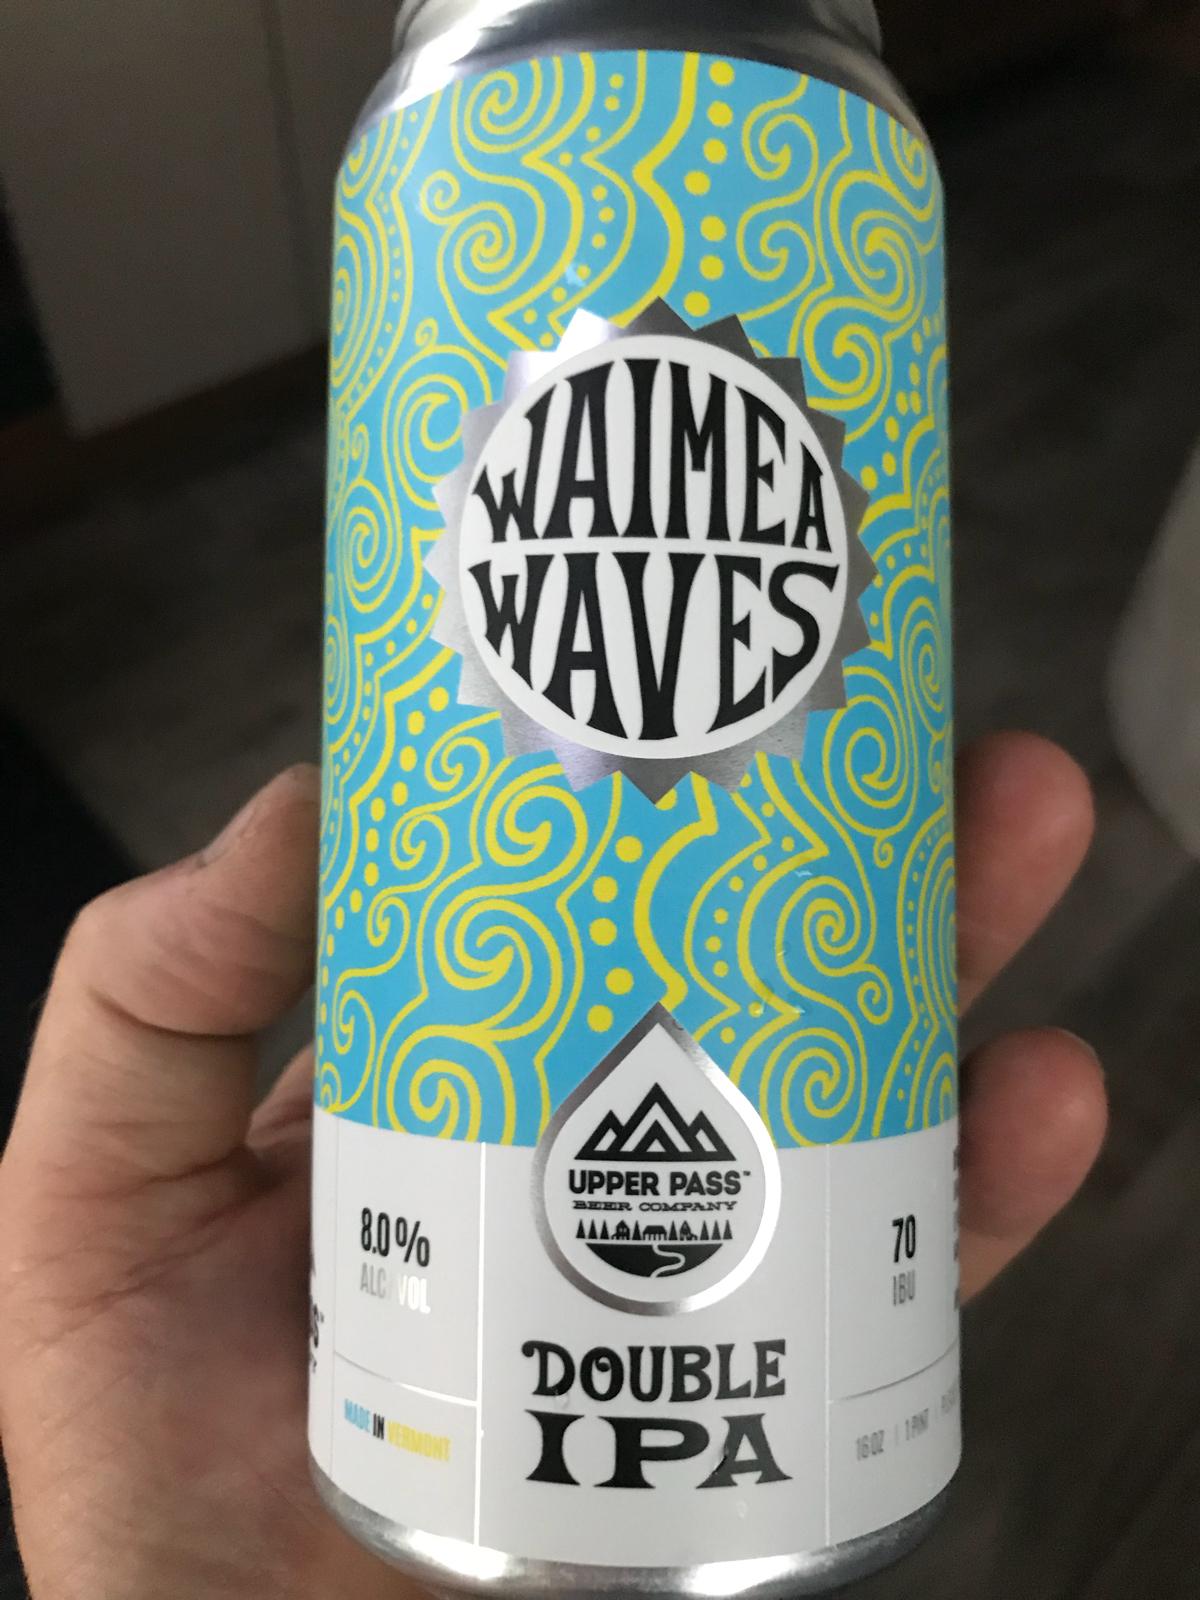 WAIMEA
WAVES
UPPER PASS™
BEER COMPANY
8.0%
ALC/VOL
70
IBU
DOUBLE
IPA
MADE IN VERMONT
16 OZ | 1 PINT |